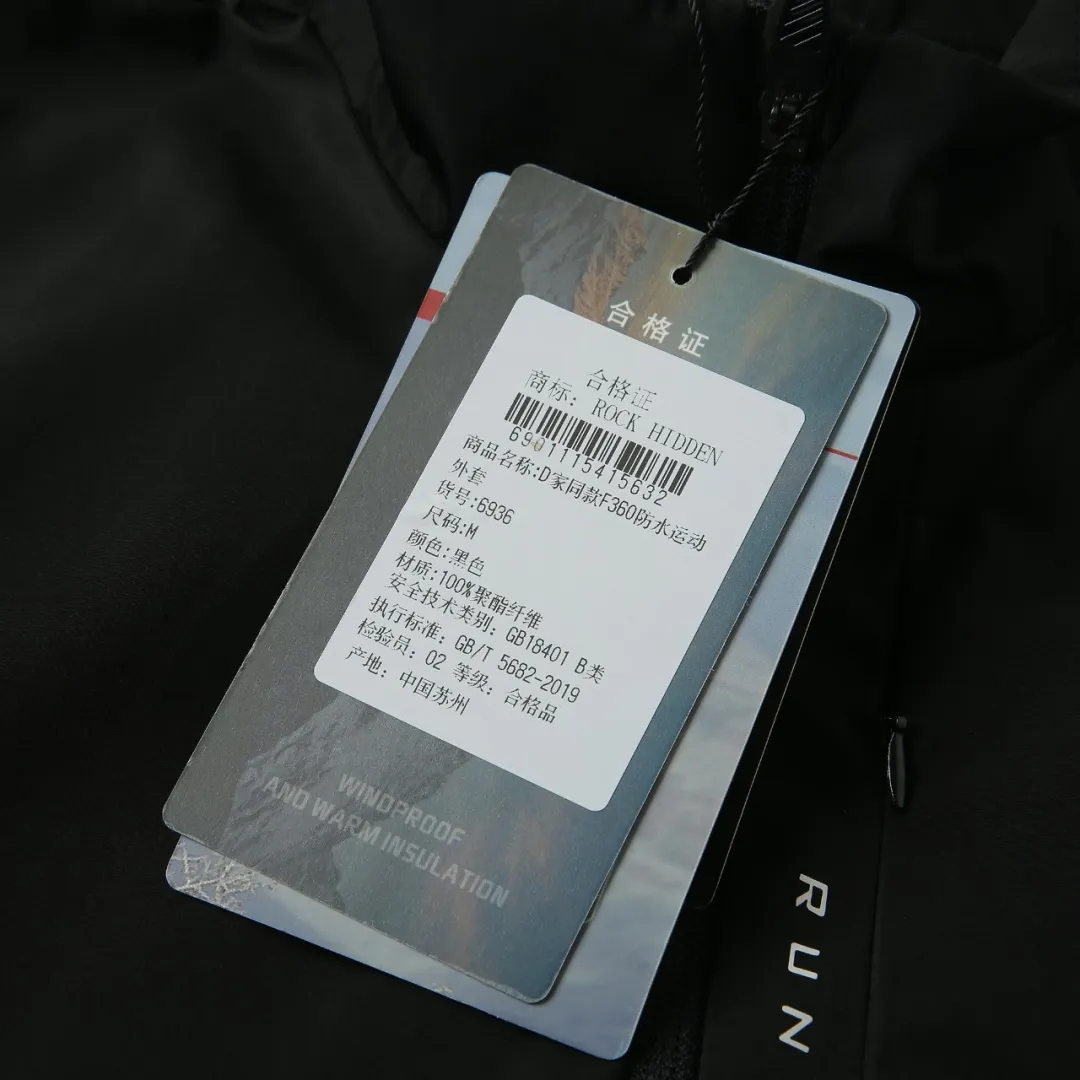 合格证
合格证
商标: ROCK HIDDEN
6901115415632
商品名称:D家同款F360防水运动
外套
货号:6936
尺码:M
颜色:黑色
材质:100%聚酯纤维
安全技术类别: GB18401 B类
执行标准: GB/T 5682-2019
检验员: 02 等级: 合格品
产地: 中国苏州
WINDPROOF
AND WARM INSULATION
RUN